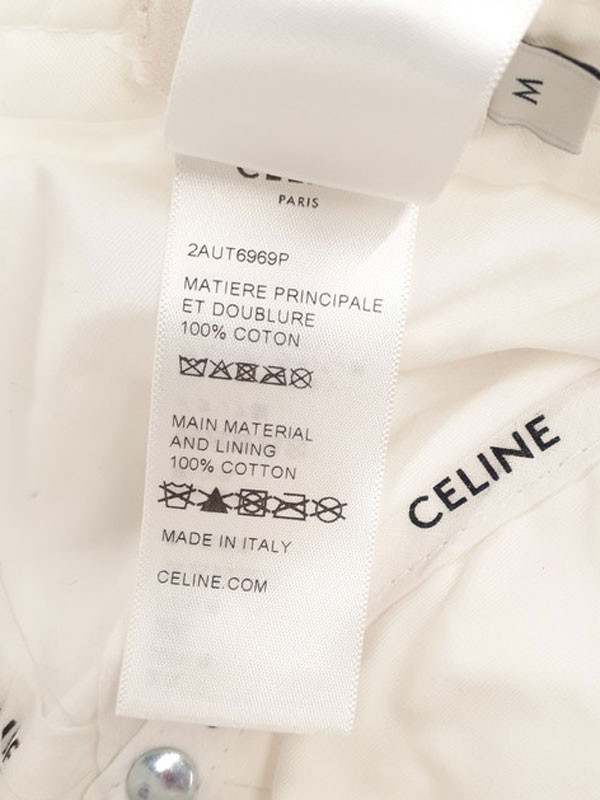 M
PARIS
2AUT6969P
MATIERE PRINCIPALE
ET DOUBLURE
100% COTON
MAIN MATERIAL
AND LINING
100% COTTON
MADE IN ITALY
CELINE.COM
CELINE